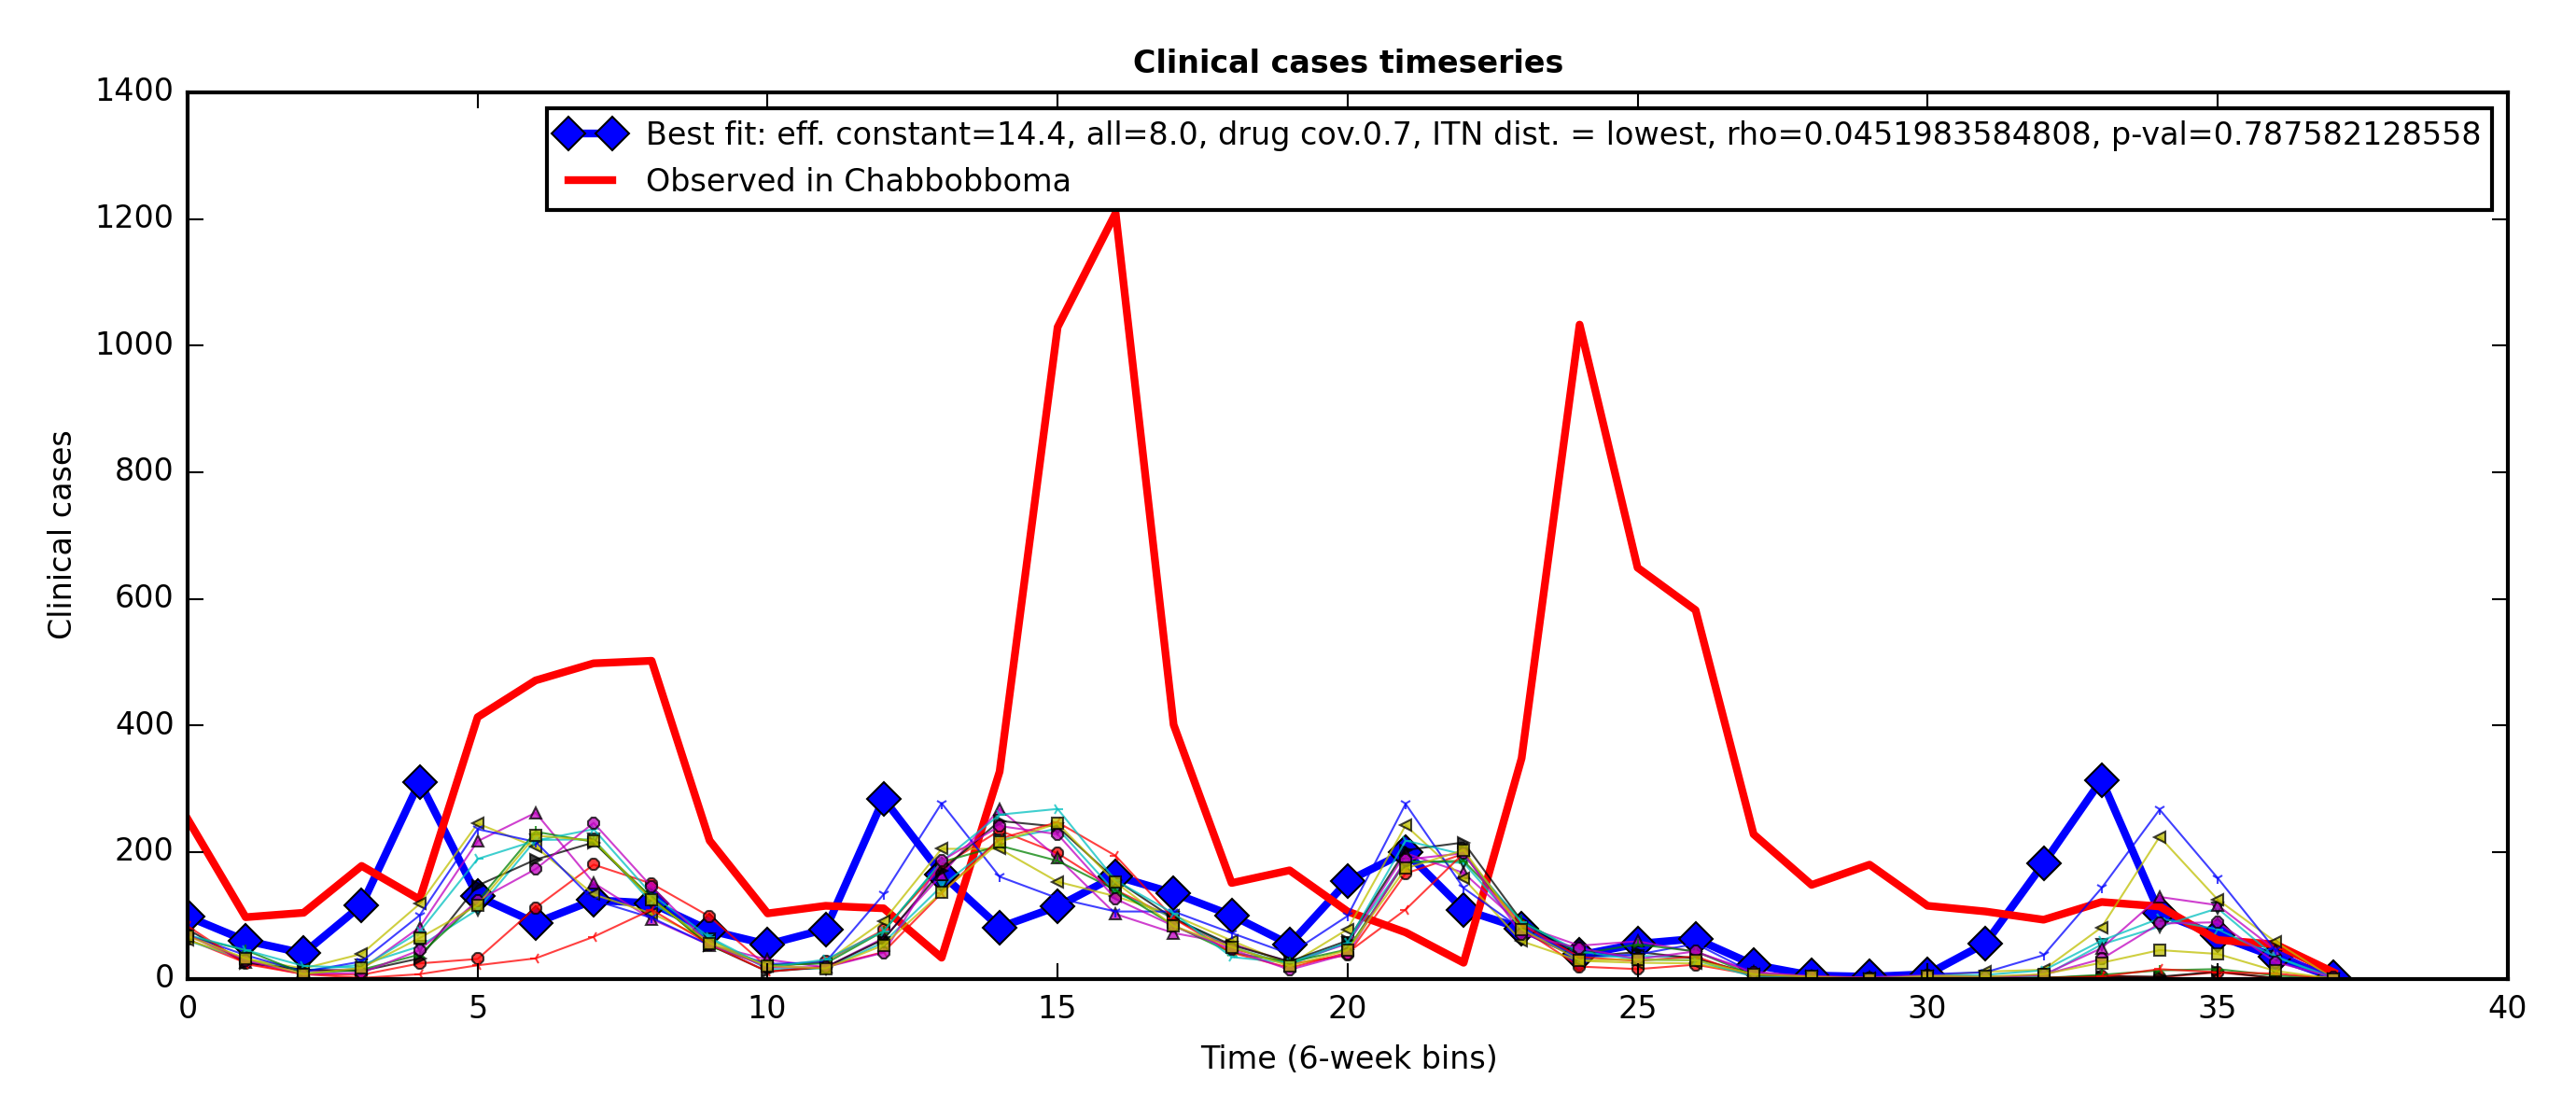 Clinical cases timeseries
1400
1200
1000
800
600
400
200
0
Clinical cases
Best fit: eff. constant=14.4, all=8.0, drug cov.0.7, ITN dist. = lowest, rho=0.0451983584808, p-val=0.787582128558
Observed in Chabbobboma
0 5 10 15 20 25 30 35 40
Time (6-week bins)